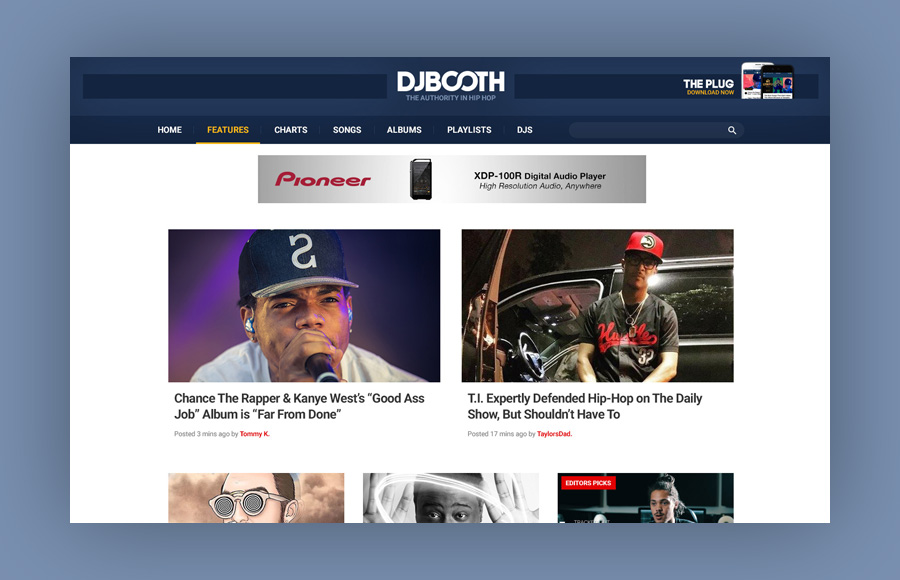 DJBOOTH
THE AUTHORITY IN HIP HOP
THE PLUG
DOWNLOAD NOW
HOME
FEATURES
CHARTS
SONGS
ALBUMS
PLAYLISTS
DJS
Pioneer
XDP-100R Digital Audio Player
High Resolution Audio, Anywhere
Chance The Rapper & Kanye West’s “Good Ass
Job” Album is “Far From Done”
Posted 3 mins ago by Tommy K.
T.I. Expertly Defended Hip-Hop on The Daily
Show, But Shouldn’t Have To
Posted 17 mins ago by TaylorsDad.
EDITORS PICKS